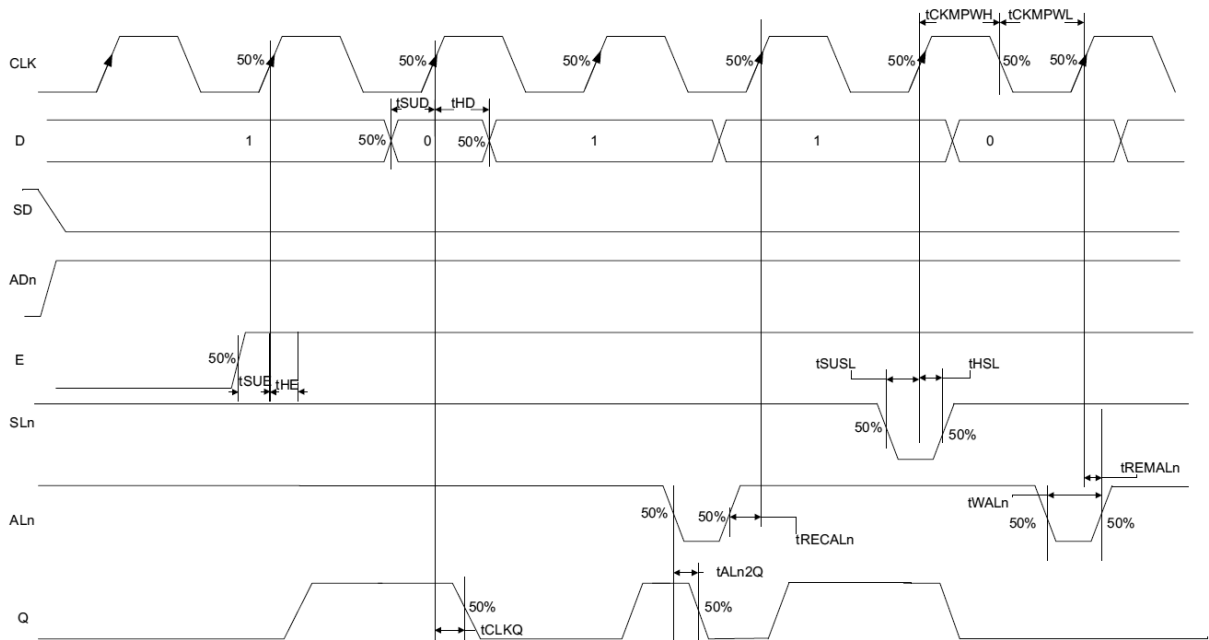 tCKMPWH tCKMPWL
CLK 50% 50% 50% 50% 50% 50% 50%
tSUD tHD
D 1 50% 0 50% 1 1 0
SD
ADn
E 50%
tSUE tHE
tSUSL tHSL
SLn 50% 50%
tREMALn
tWALn
ALn 50% 50% 50% 50%
tRECALn
tALn2Q
Q 50% 50%
tCLKQ